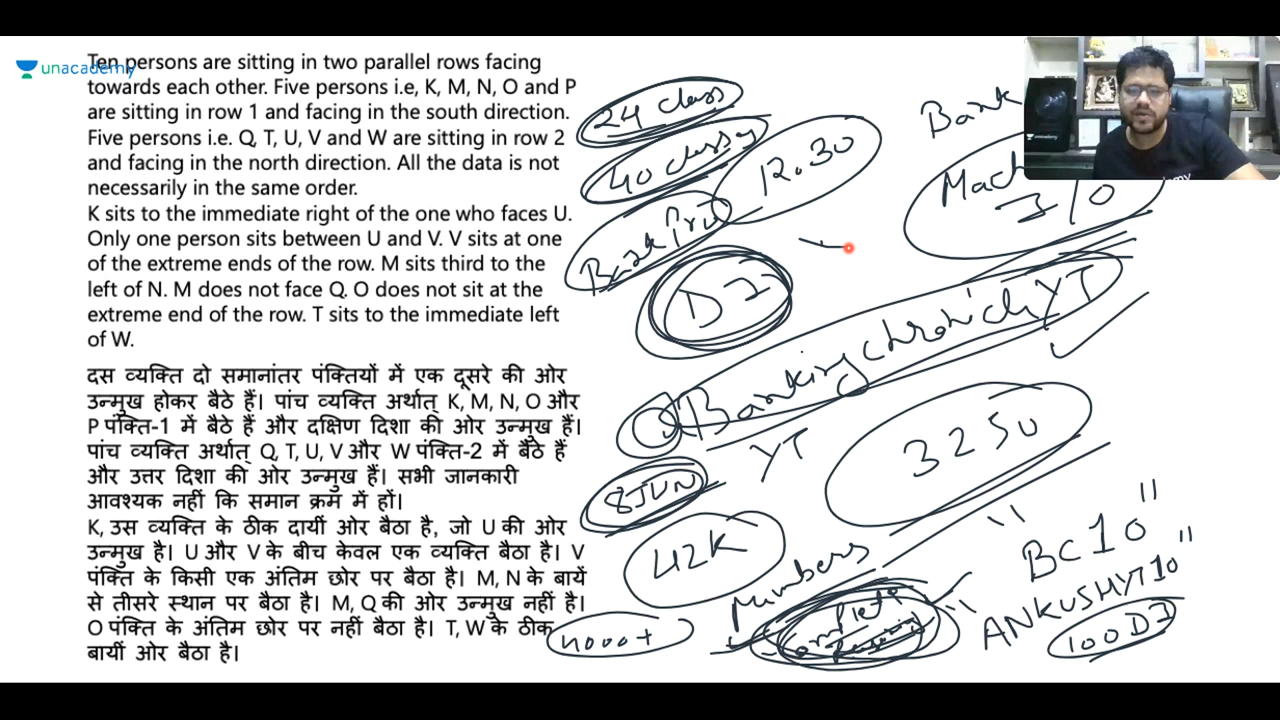 unacademy
Ten persons are sitting in two parallel rows facing
towards each other. Five persons i.e, K, M, N, O and P
are sitting in row 1 and facing in the south direction.
Five persons i.e. Q, T, U, V and W are sitting in row 2
and facing in the north direction. All the data is not
necessarily in the same order.
K sits to the immediate right of the one who faces U.
Only one person sits between U and V. V sits at one
of the extreme ends of the row. M sits third to the
left of N. M does not face Q. O does not sit at the
extreme end of the row. T sits to the immediate left
of W.
दस व्यक्ति दो समानांतर पंक्तियों में एक दूसरे की ओर
उन्मुख होकर बैठे हैं। पांच व्यक्ति अर्थात् K, M, N, O और
P पंक्ति-1 में बैठे हैं और दक्षिण दिशा की ओर उन्मुख हैं।
पांच व्यक्ति अर्थात् Q, T, U, V और W पंक्ति-2 में बैठे हैं
और उत्तर दिशा की ओर उन्मुख हैं। सभी जानकारी
आवश्यक नहीं कि समान क्रम में हों।
K, उस व्यक्ति के ठीक दायीं ओर बैठा है, जो U की ओर
उन्मुख है। U और V के बीच केवल एक व्यक्ति बैठा है। V
पंक्ति के किसी एक अंतिम छोर पर बैठा है। M, N के बायें
से तीसरे स्थान पर बैठा है। M, Q की ओर उन्मुख नहीं है।
O पंक्ति के अंतिम छोर पर नहीं बैठा है। T, W के ठीक
बायीं ओर बैठा है।
24 class
40 class
12.30
Bank Pre
DI
Bank
310
YT
YT
3250
8 JUN
42K
Numbers
4000+
"BC10"
"ANKUSHYT10"
100 DI